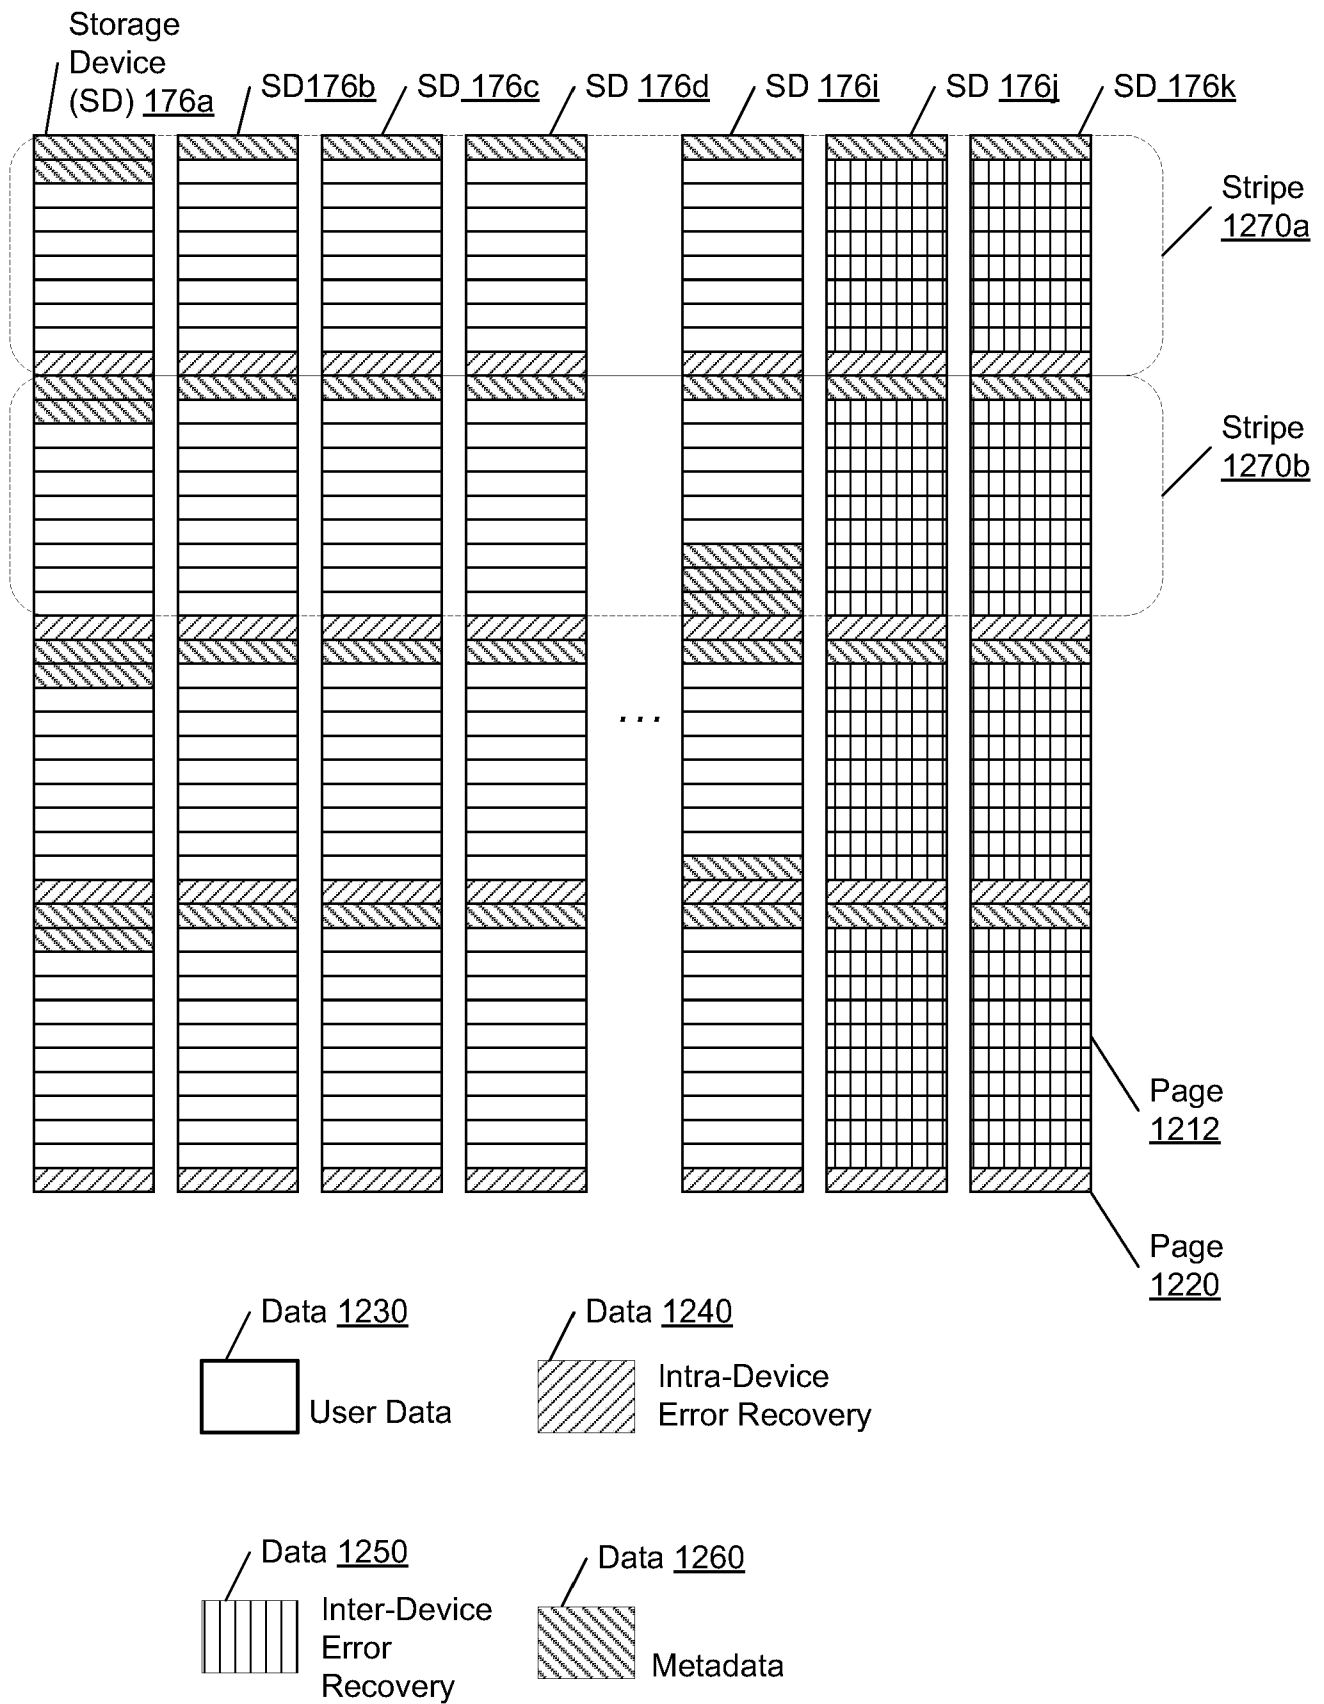 Storage
Device
(SD) 176a
SD176b
SD 176c
SD 176d
SD 176i
SD 176j
SD 176k
Stripe
1270a
Stripe
1270b
...
Page
1212
Page
1220
Data 1230
User Data
Data 1240
Intra-Device
Error Recovery
Data 1250
Inter-Device
Error
Recovery
Data 1260
Metadata